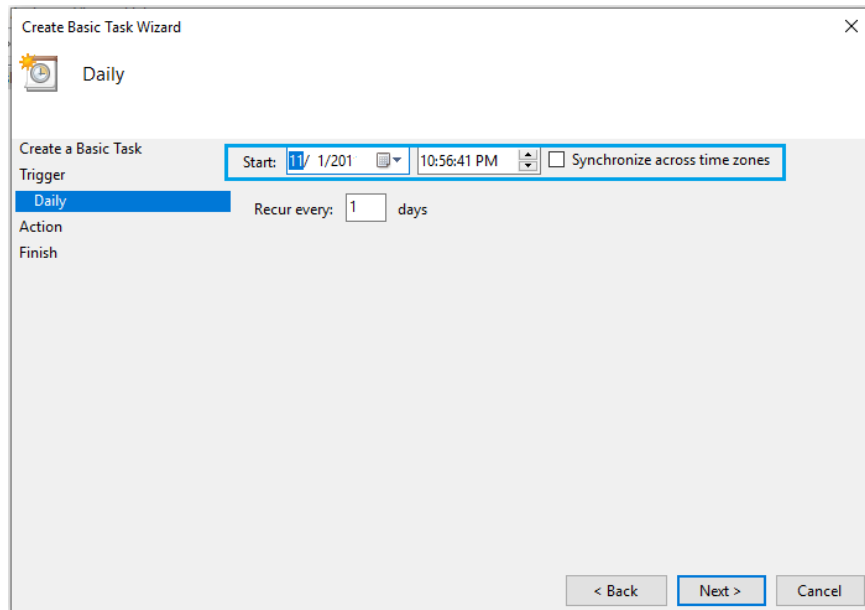 Create Basic Task Wizard
Daily
Create a Basic Task
Trigger
Daily
Action
Finish
Start: 11/ 1/201 10:56:41 PM Synchronize across time zones
Recur every: 1 days
< Back Next > Cancel